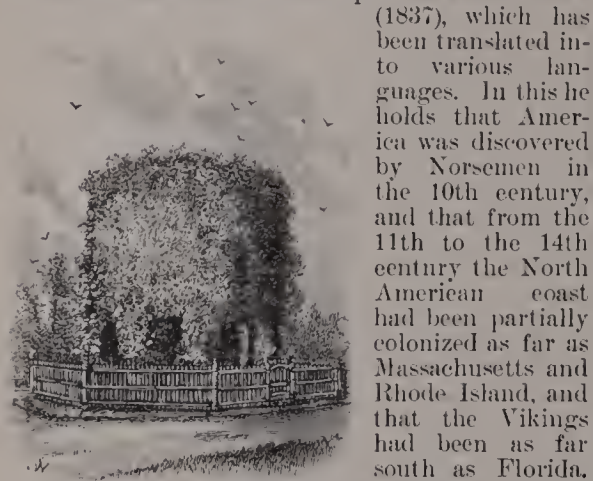 (1837), which has
been translated in-
to various lan-
guages. In this he
holds that Amer-
ica was discovered
by Norsemen in
the 10th century,
and that from the
11th to the 14th
century the North
American coast
had been partially
colonized as far as
Massachusetts and
Rhode Island, and
that the Vikings
had been as far
south as Florida.